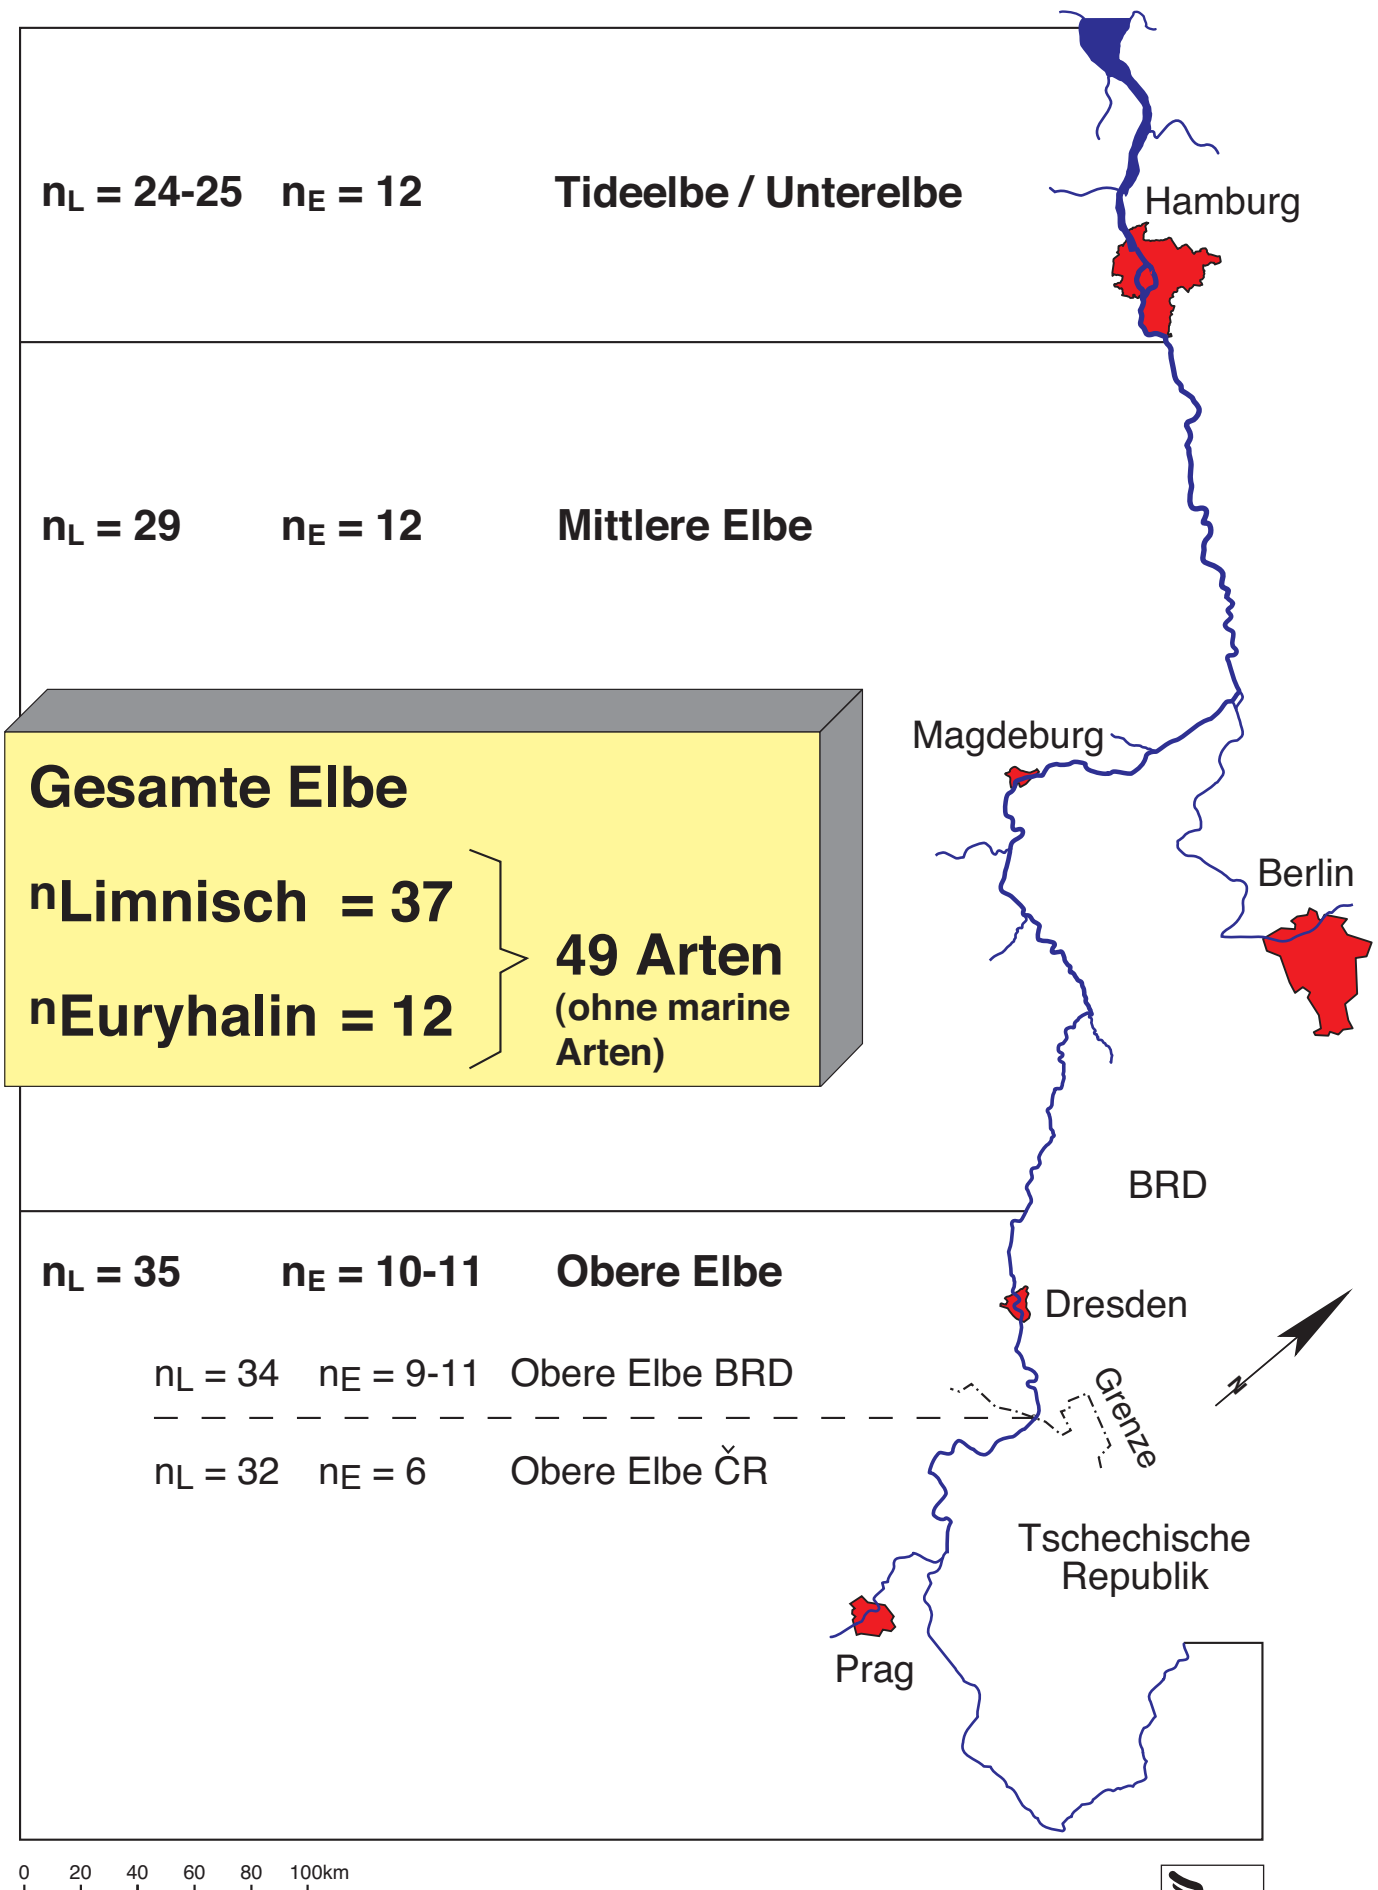 nL = 24-25 nE = 12 Tideelbe / Unterelbe
Hamburg
nL = 29 nE = 12 Mittlere Elbe
Magdeburg
Gesamte Elbe
nLimnisch = 37
49 Arten
(ohne marine
Arten)
nEuryhalin = 12
Berlin
BRD
nL = 35 nE = 10-11 Obere Elbe
Dresden
nL = 34 nE = 9-11 Obere Elbe BRD
Grenze
N
nL = 32 nE = 6 Obere Elbe ČR
Tschechische
Republik
Prag
0 20 40 60 80 100km